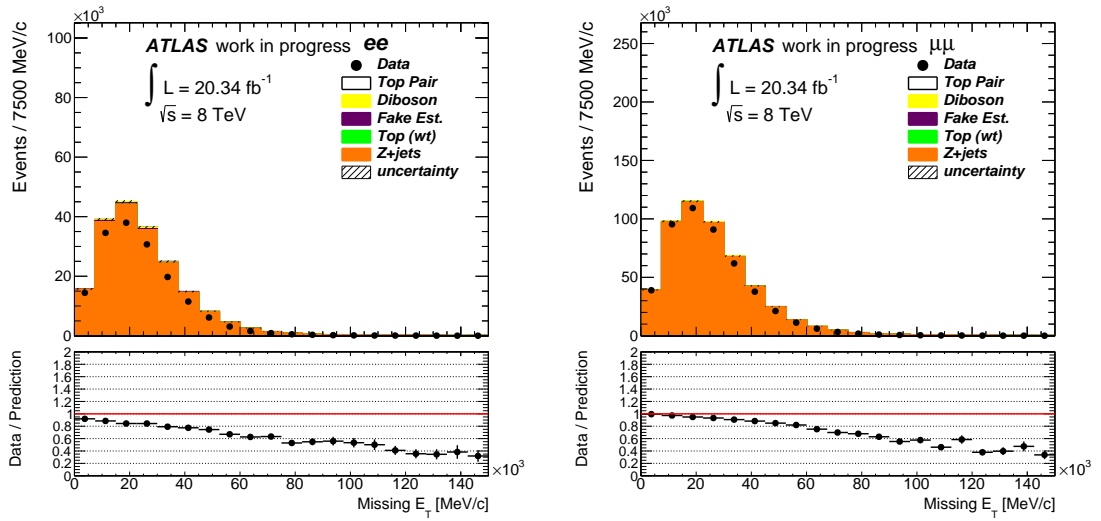 ×10³
100
80
60
40
20
0
Events / 7500 MeV/c
ATLAS work in progress ee
∫ L = 20.34 fb⁻¹
√s = 8 TeV
Data
Top Pair
Diboson
Fake Est.
Top (wt)
Z+jets
uncertainty
2
1.8
1.6
1.4
1.2
1
0.8
0.6
0.4
0.2
0
Data / Prediction
0 20 40 60 80 100 120 140
×10³
Missing E_T [MeV/c]
×10³
250
200
150
100
50
0
Events / 7500 MeV/c
ATLAS work in progress μμ
∫ L = 20.34 fb⁻¹
√s = 8 TeV
Data
Top Pair
Diboson
Fake Est.
Top (wt)
Z+jets
uncertainty
2
1.8
1.6
1.4
1.2
1
0.8
0.6
0.4
0.2
0
Data / Prediction
0 20 40 60 80 100 120 140
×10³
Missing E_T [MeV/c]